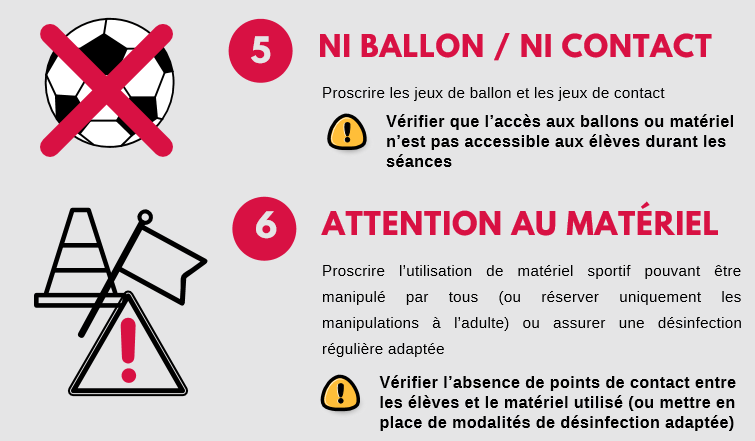 5 NI BALLON / NI CONTACT
Proscrire les jeux de ballon et les jeux de contact
Vérifier que l'accès aux ballons ou matériel
n'est pas accessible aux élèves durant les
séances
6 ATTENTION AU MATÉRIEL
Proscrire l'utilisation de matériel sportif pouvant être
manipulé par tous (ou réserver uniquement les
manipulations à l'adulte) ou assurer une désinfection
régulière adaptée
Vérifier l'absence de points de contact entre
les élèves et le matériel utilisé (ou mettre en
place de modalités de désinfection adaptée)